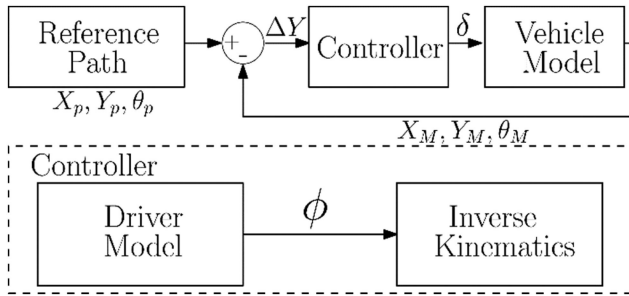 Reference
Path
+
-
ΔY
Controller
δ
Vehicle
Model
X_p, Y_p, θ_p
X_M, Y_M, θ_M
Controller
Driver
Model
ϕ
Inverse
Kinematics